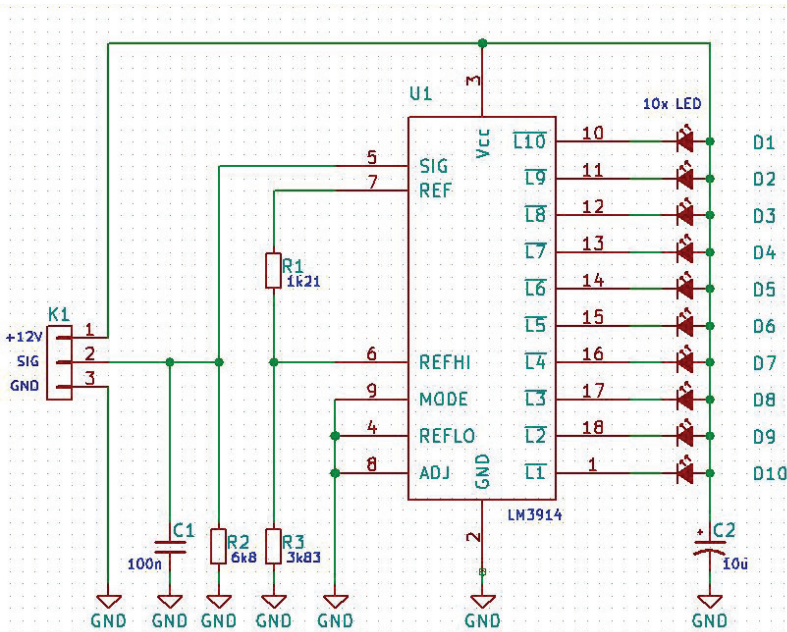 U1
10x LED
3
Vcc
5
SIG
7
REF
L10
10
D1
L9
11
D2
L8
12
D3
L7
13
D4
R1
1k21
L6
14
D5
K1
+12V
1
L5
15
D6
SIG
2
6
REFHI
L4
16
D7
GND
3
9
MODE
L3
17
D8
4
REFLO
L2
18
D9
8
ADJ
GND
L1
1
D10
LM3914
2
C1
100n
R2
6k8
R3
3k83
+
C2
10u
GND
GND
GND
GND
GND
GND
GND